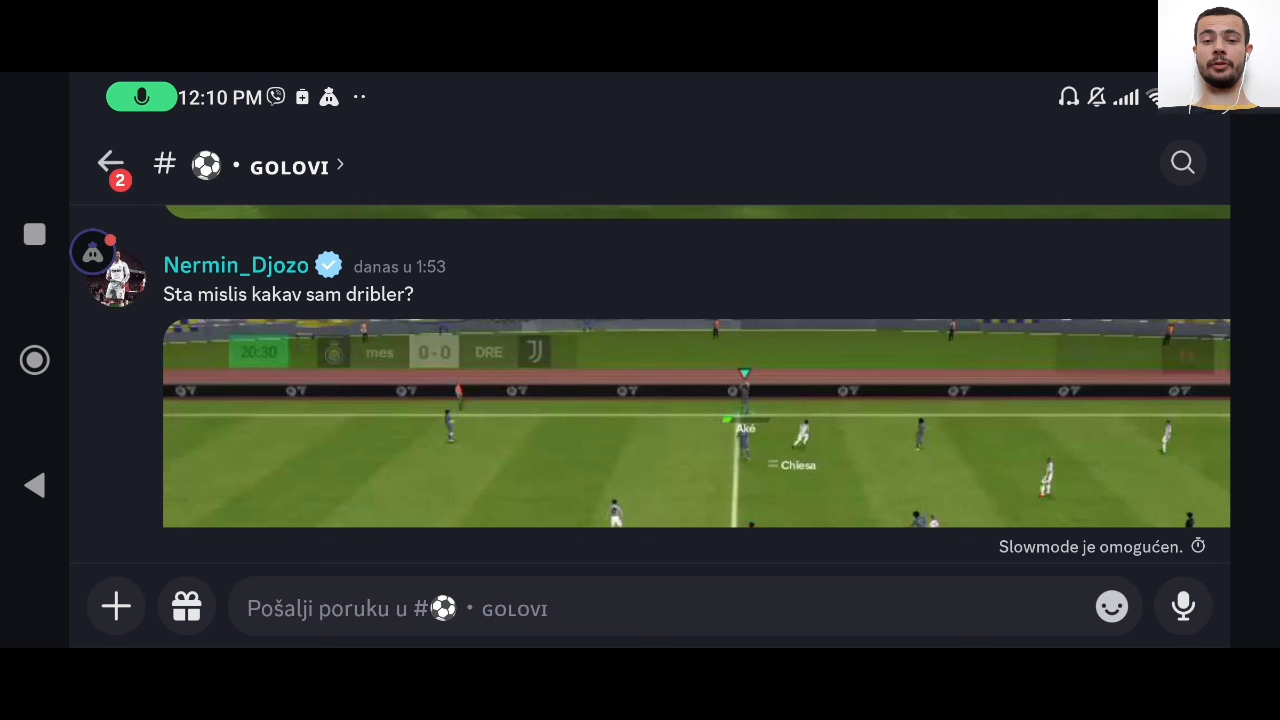 12:10 PM
2
# ⚽ • GOLOVI ›
Nermin_Djozo danas u 1:53
Sta mislis kakav sam dribler?
20:30 mes 0-0 DRE
Aké
Chiesa
Slowmode je omogućen.
Pošalji poruku u #⚽ • GOLOVI